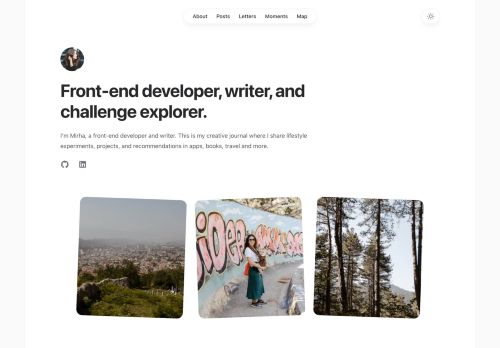 About Posts Letters Moments Map
Front-end developer, writer, and
challenge explorer.
I'm Mirha, a front-end developer and writer. This is my creative journal where I share lifestyle
experiments, projects, and recommendations in apps, books, travel and more.